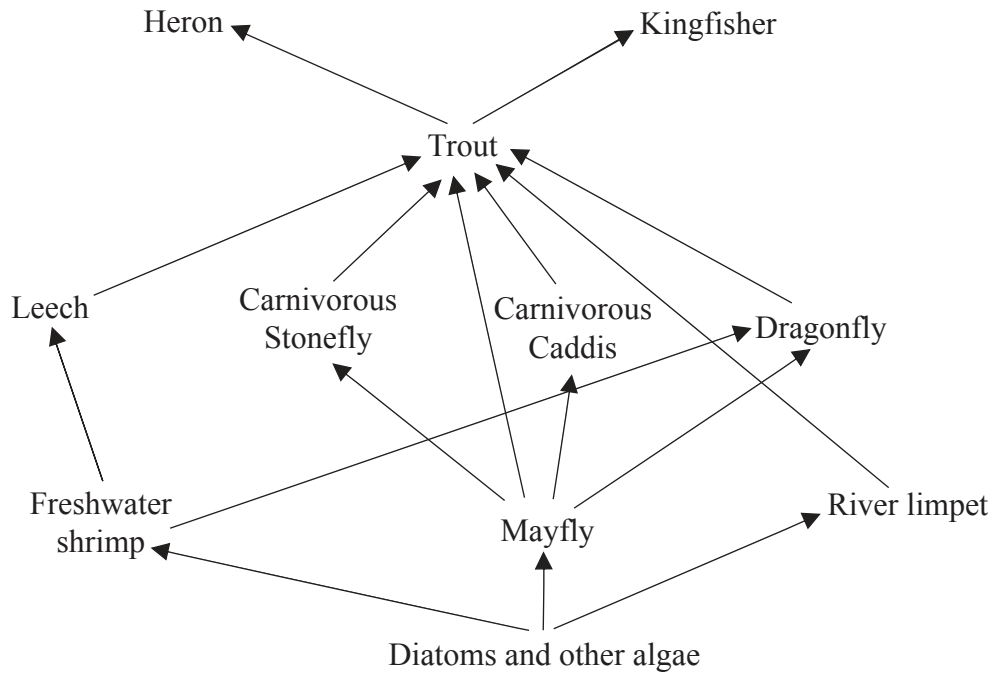 Heron
Kingfisher
Trout
Leech
Carnivorous
Stonefly
Carnivorous
Caddis
Dragonfly
Freshwater
shrimp
Mayfly
River limpet
Diatoms and other algae